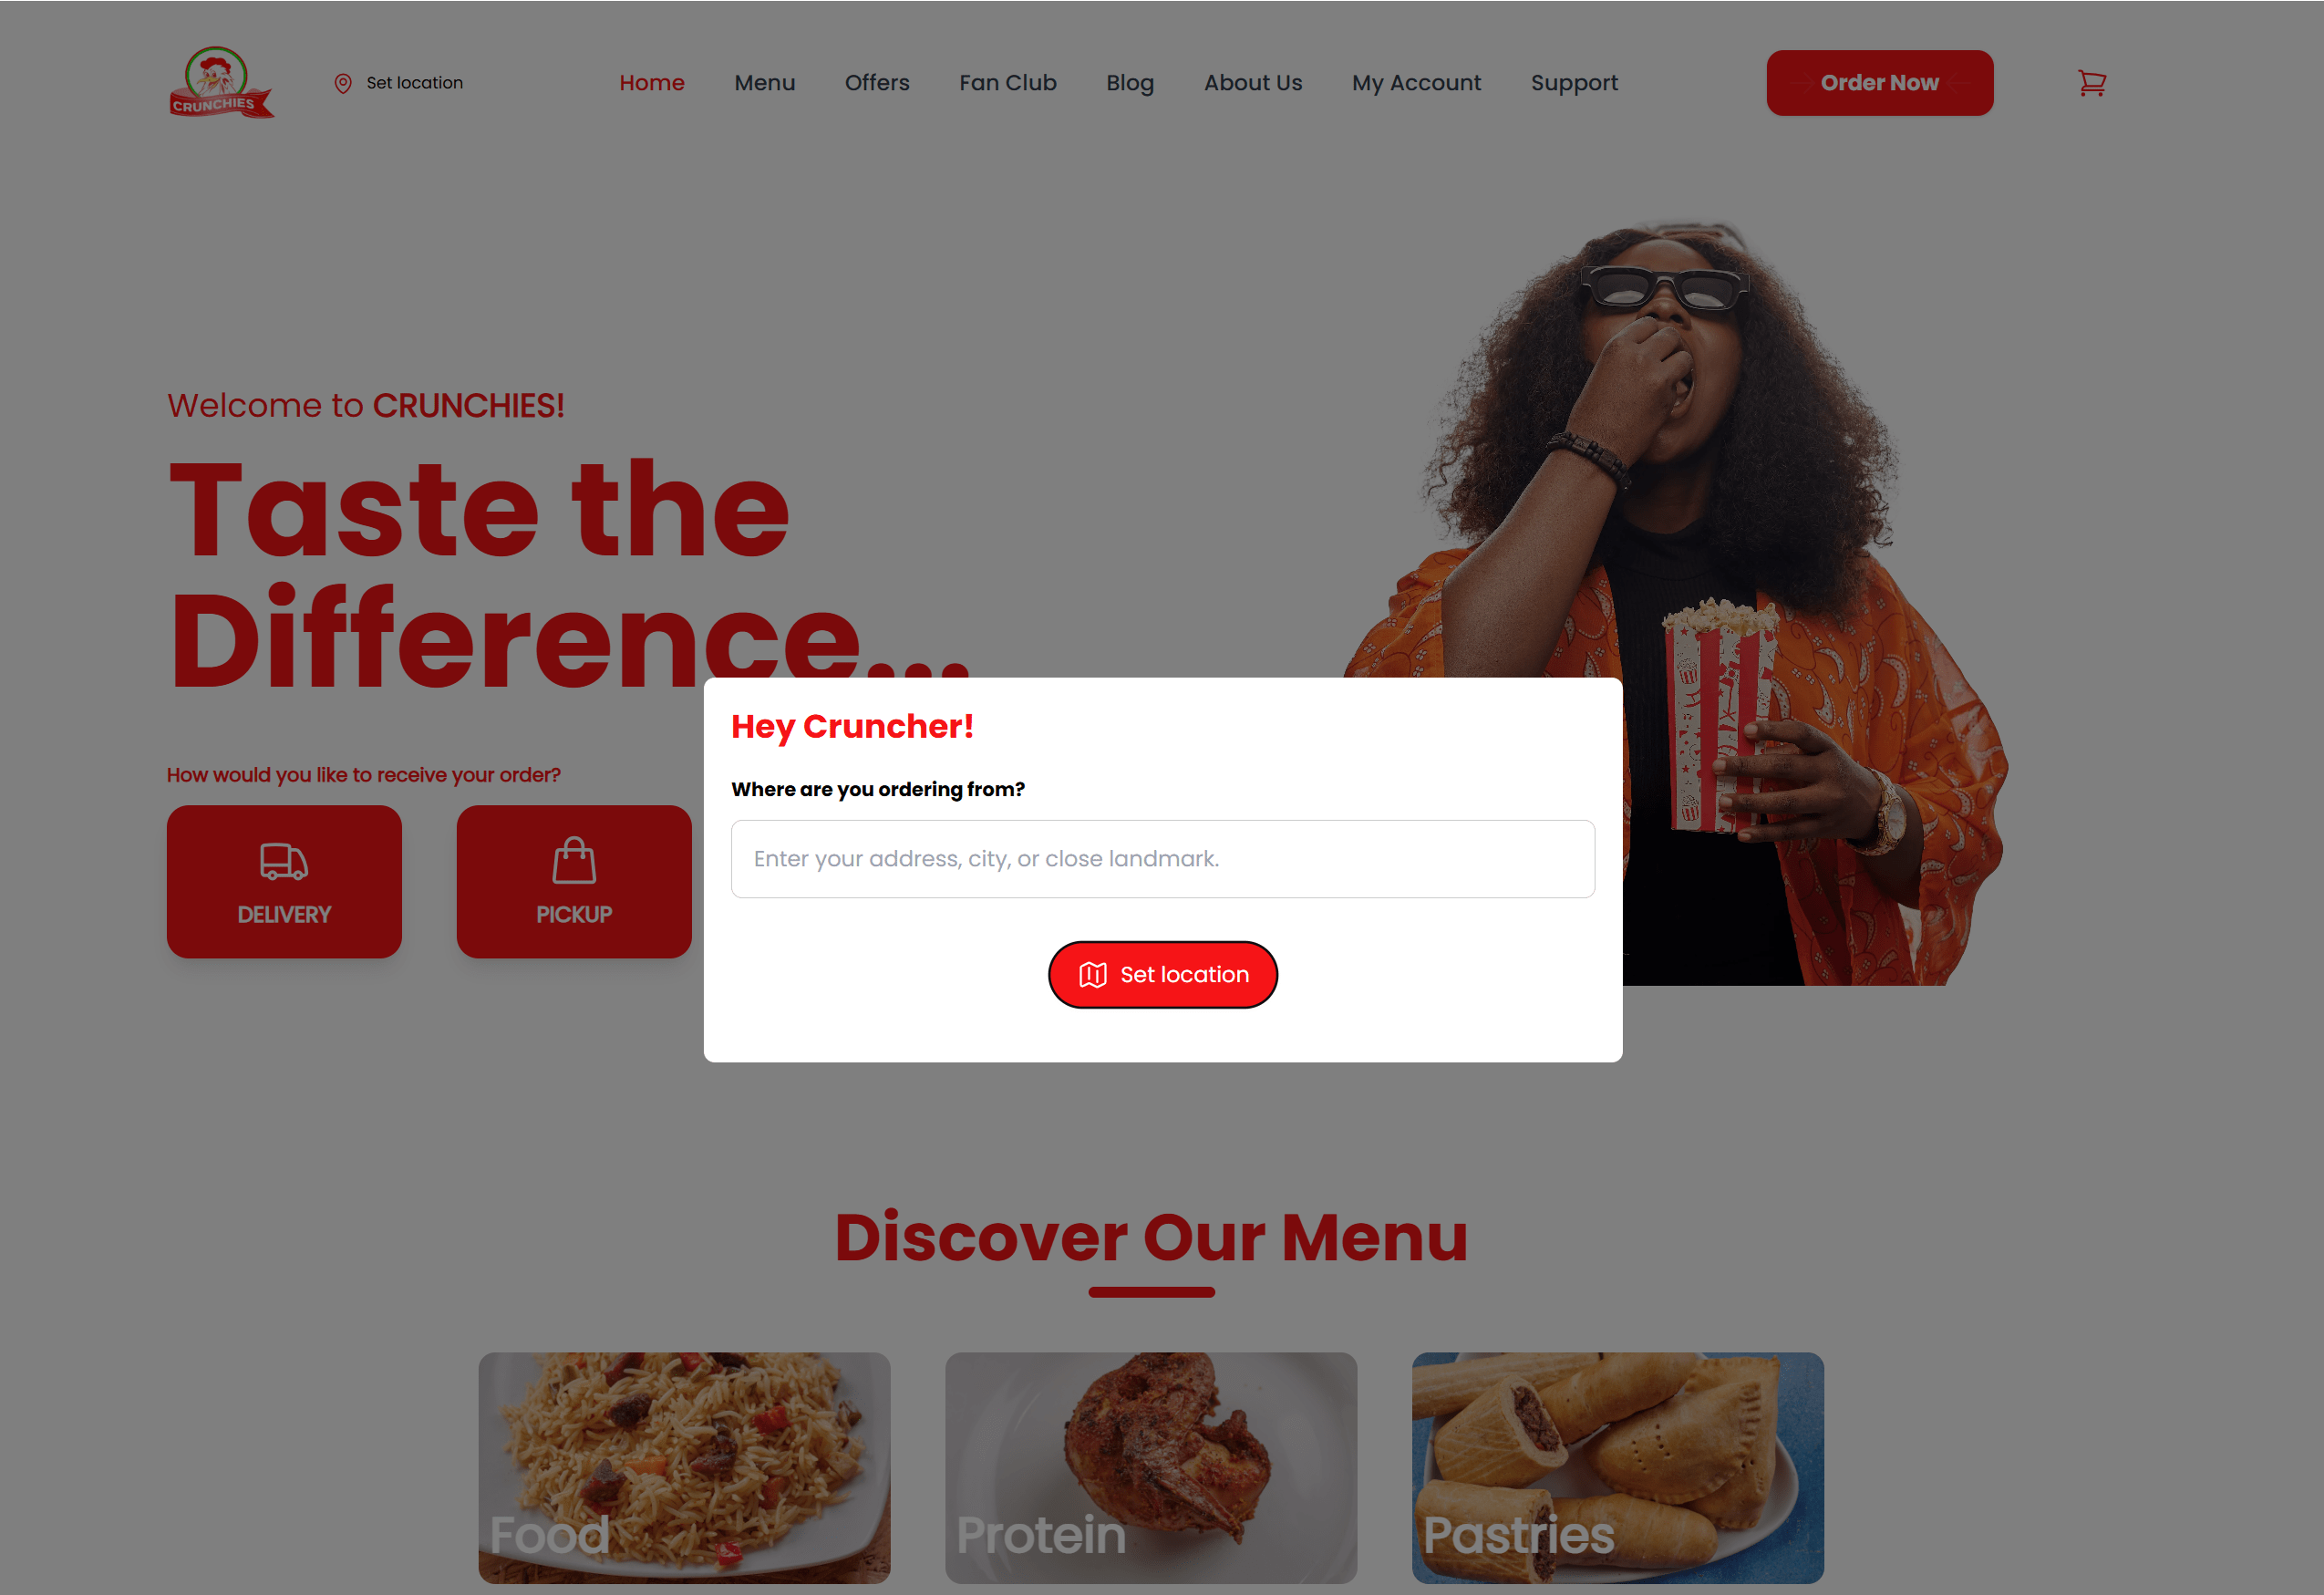 CRUNCHIES
Set location
Home
Menu
Offers
Fan Club
Blog
About Us
My Account
Support
Order Now
Welcome to CRUNCHIES!
Taste the
Difference...
How would you like to receive your order?
DELIVERY
PICKUP
Hey Cruncher!
Where are you ordering from?
Enter your address, city, or close landmark.
Set location
Discover Our Menu
Food
Protein
Pastries